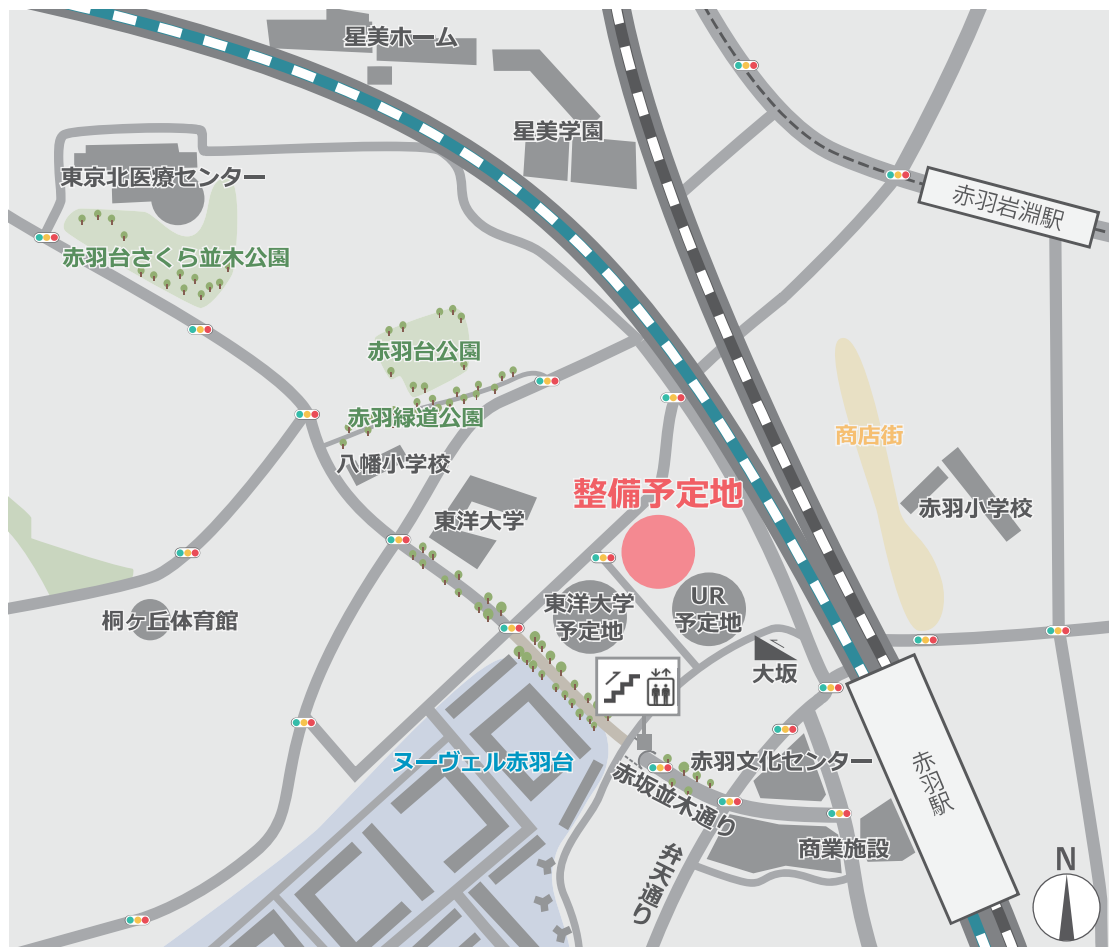 星美ホーム
星美学園
東京北医療センター
赤羽岩淵駅
赤羽台さくら並木公園
赤羽台公園
赤羽緑道公園
商店街
八幡小学校
整備予定地
赤羽小学校
東洋大学
UR
予定地
東洋大学
予定地
桐ヶ丘体育館
大坂
ヌーヴェル赤羽台
赤羽文化センター
赤羽駅
赤坂並木通り
商業施設
弁天通り
N